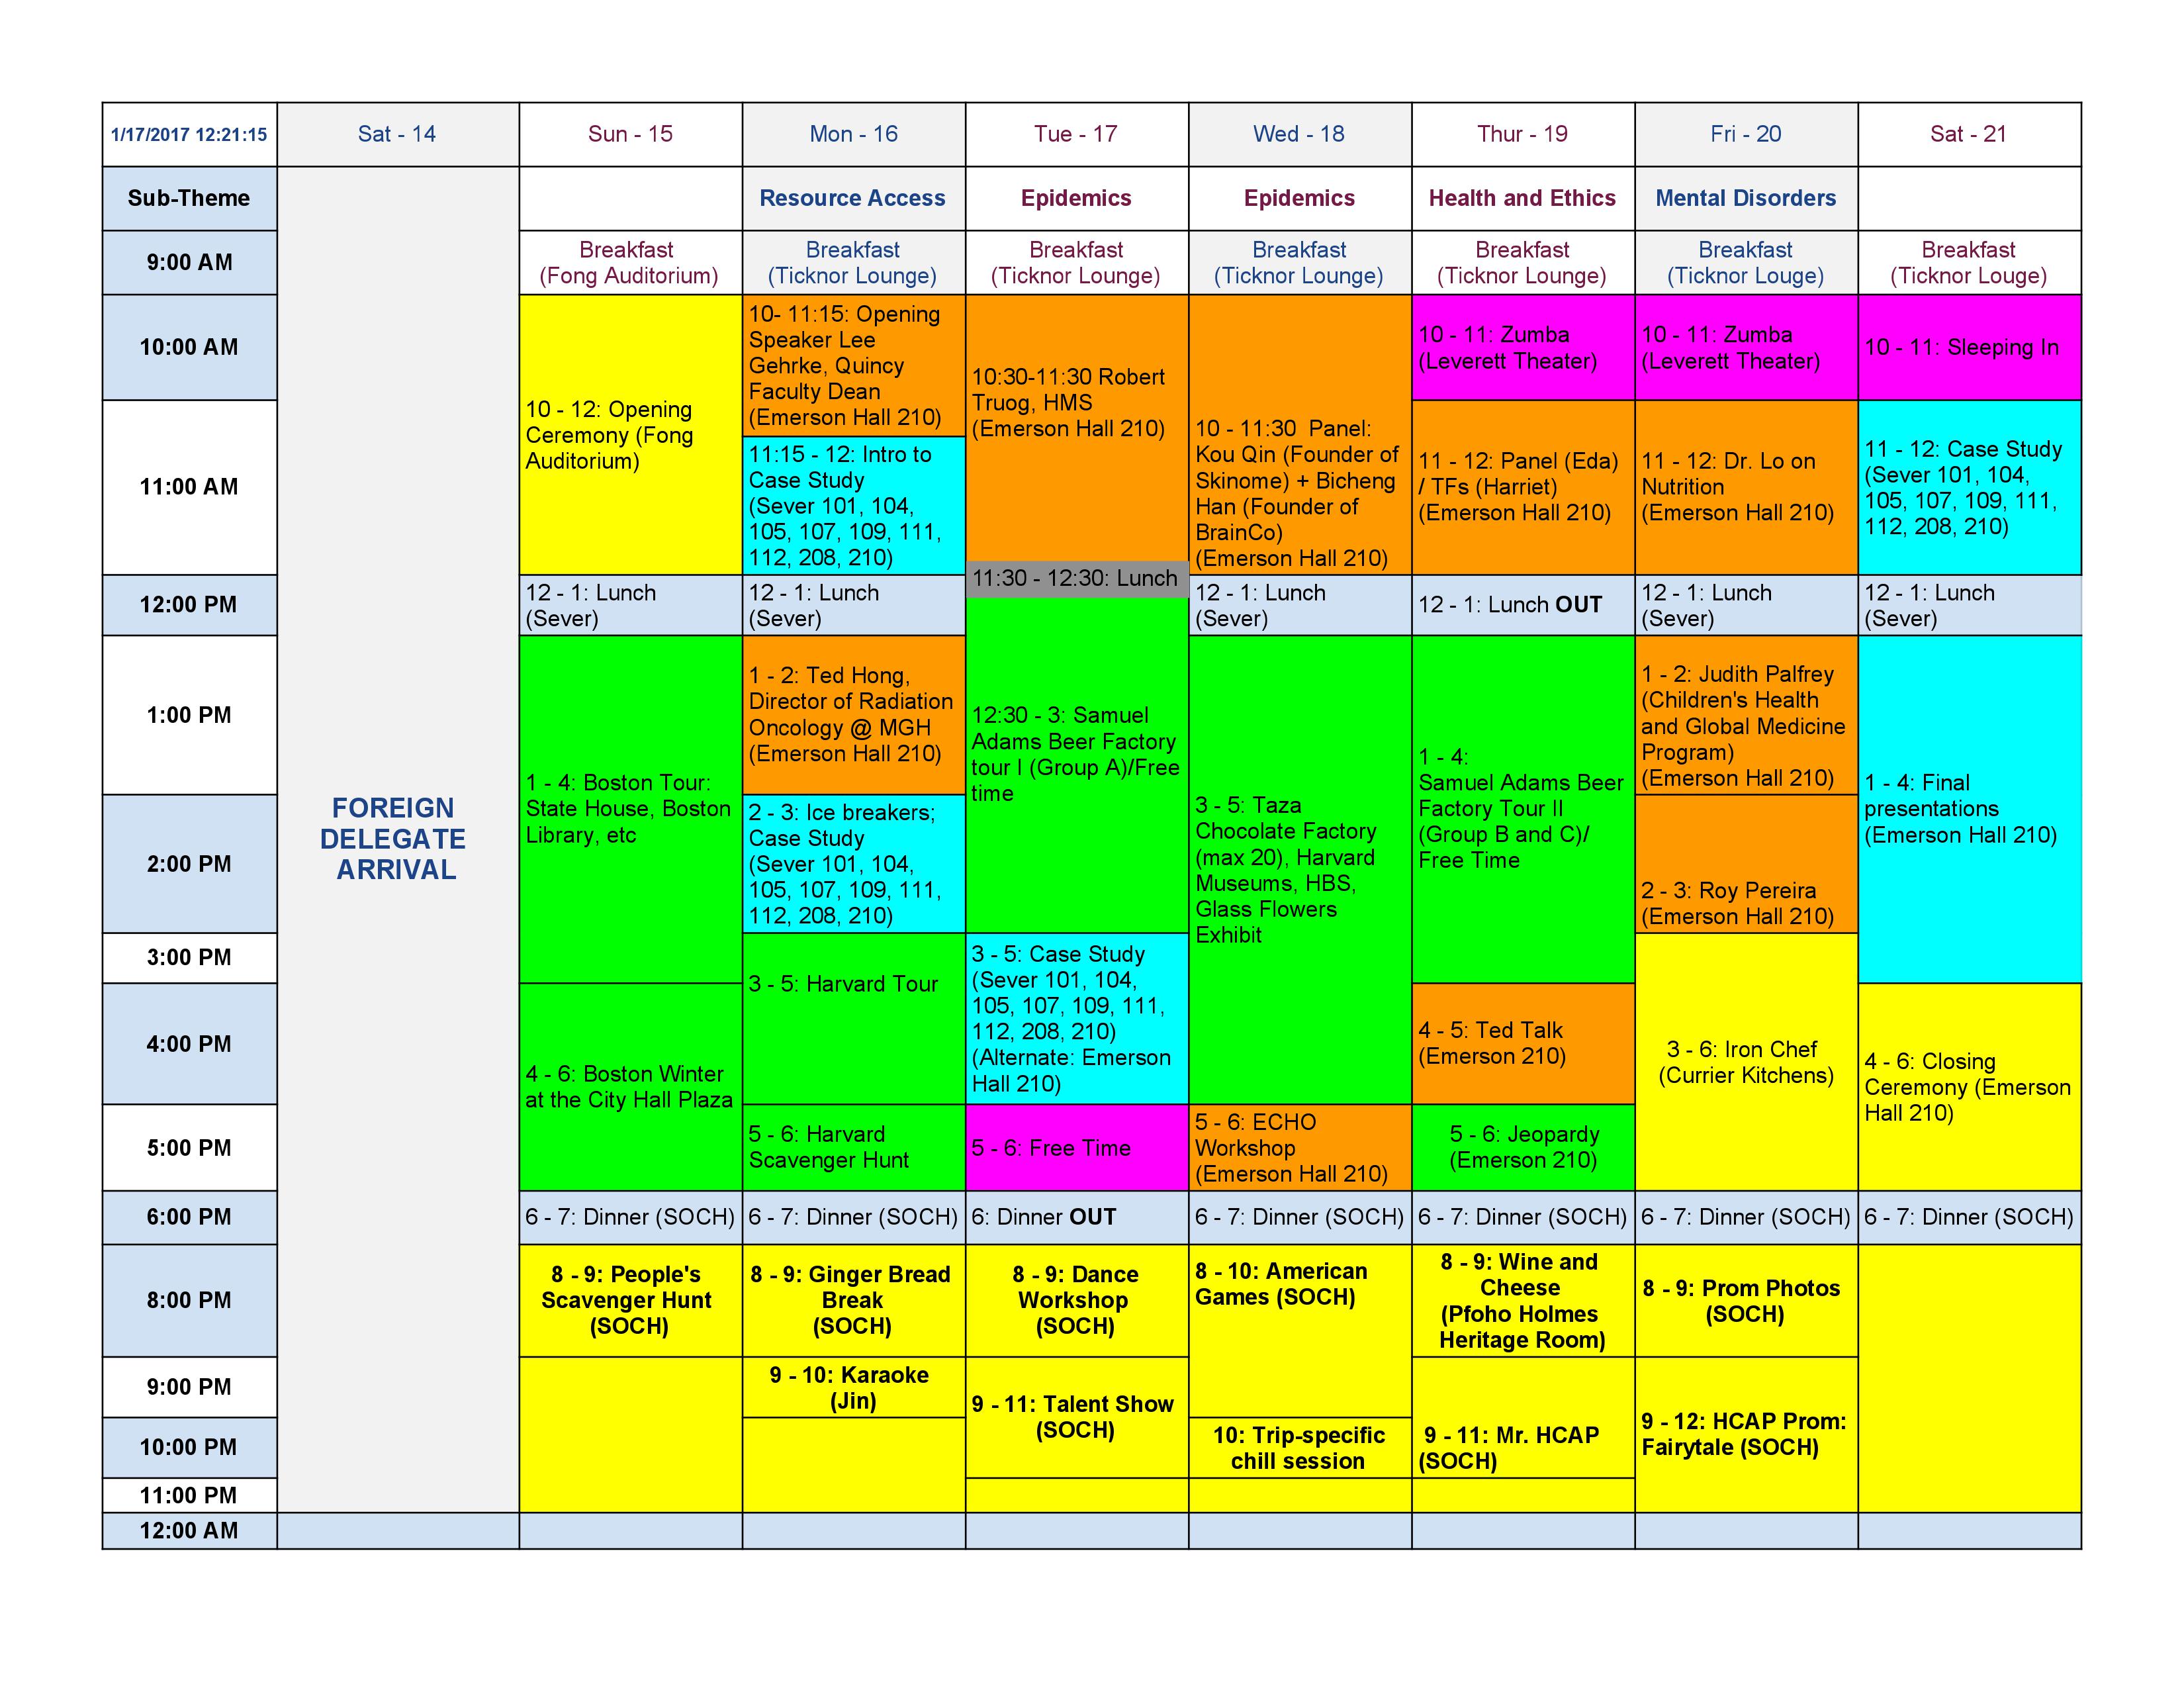 1/17/2017 12:21:15
Sat - 14
Sun - 15
Mon - 16
Tue - 17
Wed - 18
Thur - 19
Fri - 20
Sat - 21
Sub-Theme
Resource Access
Epidemics
Epidemics
Health and Ethics
Mental Disorders
9:00 AM
Breakfast
(Fong Auditorium)
Breakfast
(Ticknor Lounge)
Breakfast
(Ticknor Lounge)
Breakfast
(Ticknor Lounge)
Breakfast
(Ticknor Lounge)
Breakfast
(Ticknor Louge)
Breakfast
(Ticknor Louge)
FOREIGN
DELEGATE
ARRIVAL
10:00 AM
10 - 12: Opening
Ceremony (Fong
Auditorium)
10- 11:15: Opening
Speaker Lee
Gehrke, Quincy
Faculty Dean
(Emerson Hall 210)
10:30-11:30 Robert
Truog, HMS
(Emerson Hall 210)
10 - 11:30 Panel:
Kou Qin (Founder of
Skinome) + Bicheng
Han (Founder of
BrainCo)
(Emerson Hall 210)
10 - 11: Zumba
(Leverett Theater)
10 - 11: Zumba
(Leverett Theater)
10 - 11: Sleeping In
11:00 AM
11:15 - 12: Intro to
Case Study
(Sever 101, 104,
105, 107, 109, 111,
112, 208, 210)
11 - 12: Panel (Eda)
/ TFs (Harriet)
(Emerson Hall 210)
11 - 12: Dr. Lo on
Nutrition
(Emerson Hall 210)
11 - 12: Case Study
(Sever 101, 104,
105, 107, 109, 111,
112, 208, 210)
12:00 PM
12 - 1: Lunch
(Sever)
12 - 1: Lunch
(Sever)
11:30 - 12:30: Lunch
12 - 1: Lunch
(Sever)
12 - 1: Lunch OUT
12 - 1: Lunch
(Sever)
12 - 1: Lunch
(Sever)
1:00 PM
1 - 4: Boston Tour:
State House, Boston
Library, etc
1 - 2: Ted Hong,
Director of Radiation
Oncology @ MGH
(Emerson Hall 210)
12:30 - 3: Samuel
Adams Beer Factory
tour I (Group A)/Free
time
3 - 5: Taza
Chocolate Factory
(max 20), Harvard
Museums, HBS,
Glass Flowers
Exhibit
1 - 4:
Samuel Adams Beer
Factory Tour II
(Group B and C)/
Free Time
1 - 2: Judith Palfrey
(Children's Health
and Global Medicine
Program)
(Emerson Hall 210)
1 - 4: Final
presentations
(Emerson Hall 210)
2:00 PM
2 - 3: Ice breakers;
Case Study
(Sever 101, 104,
105, 107, 109, 111,
112, 208, 210)
2 - 3: Roy Pereira
(Emerson Hall 210)
3:00 PM
3 - 5: Harvard Tour
3 - 5: Case Study
(Sever 101, 104,
105, 107, 109, 111,
112, 208, 210)
(Alternate: Emerson
Hall 210)
3 - 6: Iron Chef
(Currier Kitchens)
4:00 PM
4 - 6: Boston Winter
at the City Hall Plaza
4 - 5: Ted Talk
(Emerson 210)
4 - 6: Closing
Ceremony (Emerson
Hall 210)
5:00 PM
5 - 6: Harvard
Scavenger Hunt
5 - 6: Free Time
5 - 6: ECHO
Workshop
(Emerson Hall 210)
5 - 6: Jeopardy
(Emerson 210)
6:00 PM
6 - 7: Dinner (SOCH)
6 - 7: Dinner (SOCH)
6: Dinner OUT
6 - 7: Dinner (SOCH)
6 - 7: Dinner (SOCH)
6 - 7: Dinner (SOCH)
6 - 7: Dinner (SOCH)
8:00 PM
8 - 9: People's
Scavenger Hunt
(SOCH)
8 - 9: Ginger Bread
Break
(SOCH)
8 - 9: Dance
Workshop
(SOCH)
8 - 10: American
Games (SOCH)
8 - 9: Wine and
Cheese
(Pfoho Holmes
Heritage Room)
8 - 9: Prom Photos
(SOCH)
9:00 PM
9 - 10: Karaoke
(Jin)
9 - 11: Talent Show
(SOCH)
9 - 11: Mr. HCAP
(SOCH)
9 - 12: HCAP Prom:
Fairytale (SOCH)
10:00 PM
10: Trip-specific
chill session
11:00 PM
12:00 AM